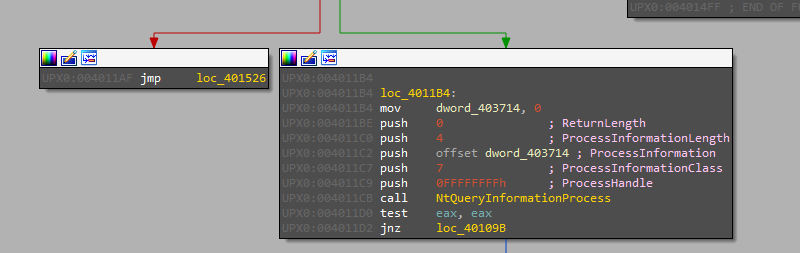 UPX0:004014FF ; END OF F
UPX0:004011AF jmp loc_401526
UPX0:004011B4
UPX0:004011B4 loc_4011B4:
UPX0:004011B4 mov dword_403714, 0
UPX0:004011BE push 0 ; ReturnLength
UPX0:004011C0 push 4 ; ProcessInformationLength
UPX0:004011C2 push offset dword_403714 ; ProcessInformation
UPX0:004011C7 push 7 ; ProcessInformationClass
UPX0:004011C9 push 0FFFFFFFFh ; ProcessHandle
UPX0:004011CB call NtQueryInformationProcess
UPX0:004011D0 test eax, eax
UPX0:004011D2 jnz loc_40109B